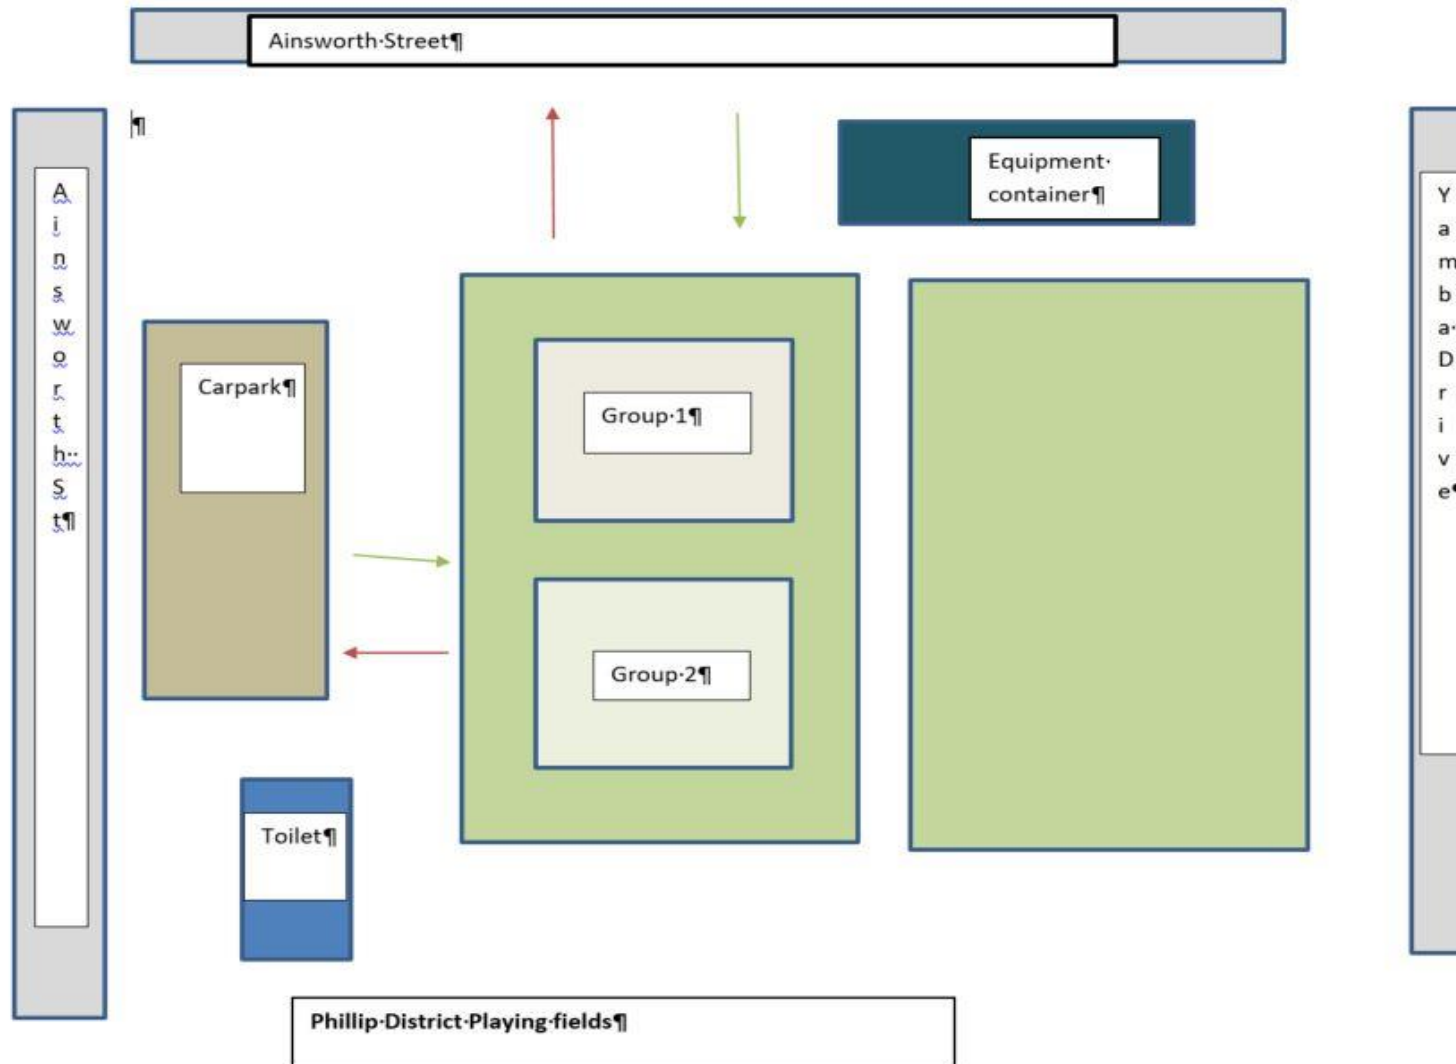 Ainsworth·Street¶
¶
Equipment·
container¶
A
i
n
s
w
o
r
t
h··
S
t¶
Y
a
m
b
a·
D
r
i
v
e¶
Carpark¶
Group·1¶
Group·2¶
Toilet¶
Phillip·District·Playing·fields¶